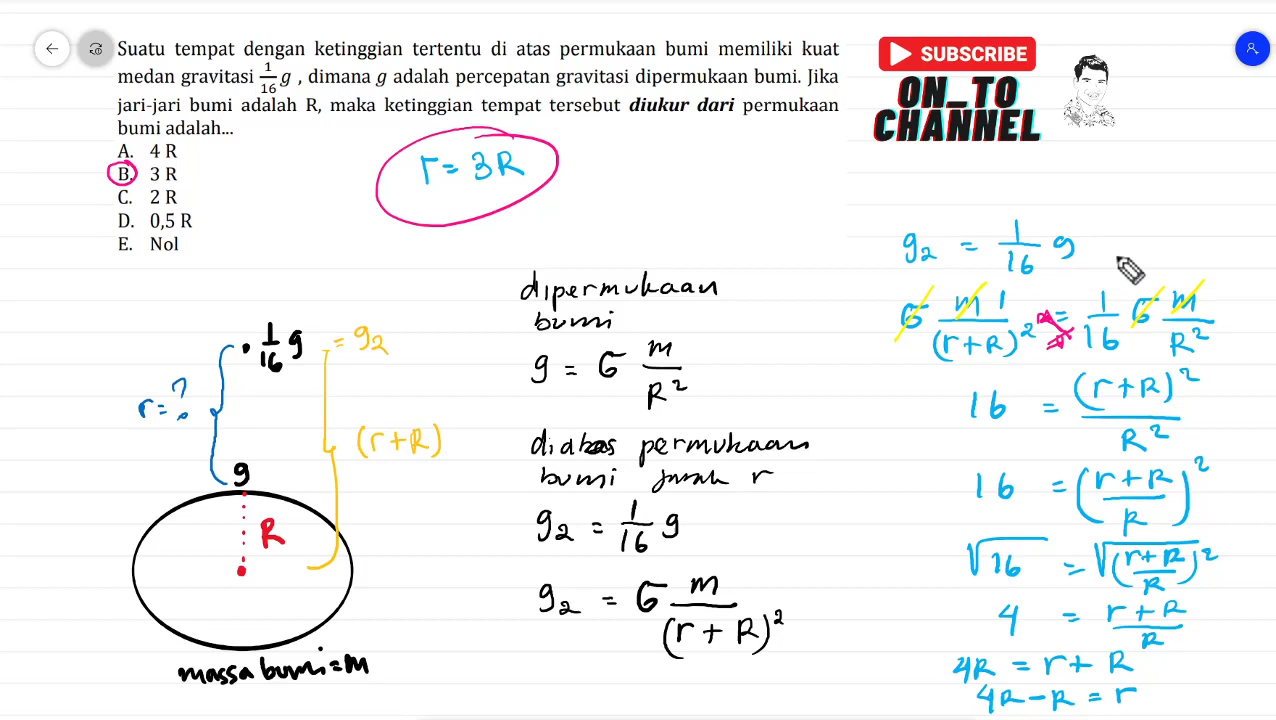 Suatu tempat dengan ketinggian tertentu di atas permukaan bumi memiliki kuat
medan gravitasi 1/16 g , dimana g adalah percepatan gravitasi dipermukaan bumi. Jika
jari-jari bumi adalah R, maka ketinggian tempat tersebut diukur dari permukaan
bumi adalah...
A. 4 R
B. 3 R
C. 2 R
D. 0,5 R
E. Nol
r = 3R
SUBSCRIBE
ON_TO
CHANNEL
1/16 g = g₂
r = ?
(r+R)
g
R
massa bumi = m
dipermukaan
bumi
g = G m/R²
diatas permukaan
bumi jarak r
g₂ = 1/16 g
g₂ = G m/(r + R)²
g₂ = 1/16 g
G m 1/(r+R)² = 1/16 G m/R²
16 = (r+R)²/R²
16 = ((r+R)/R)²
√16 = √((r+R)/R)²
4 = (r+R)/R
4R = r + R
4R - R = r